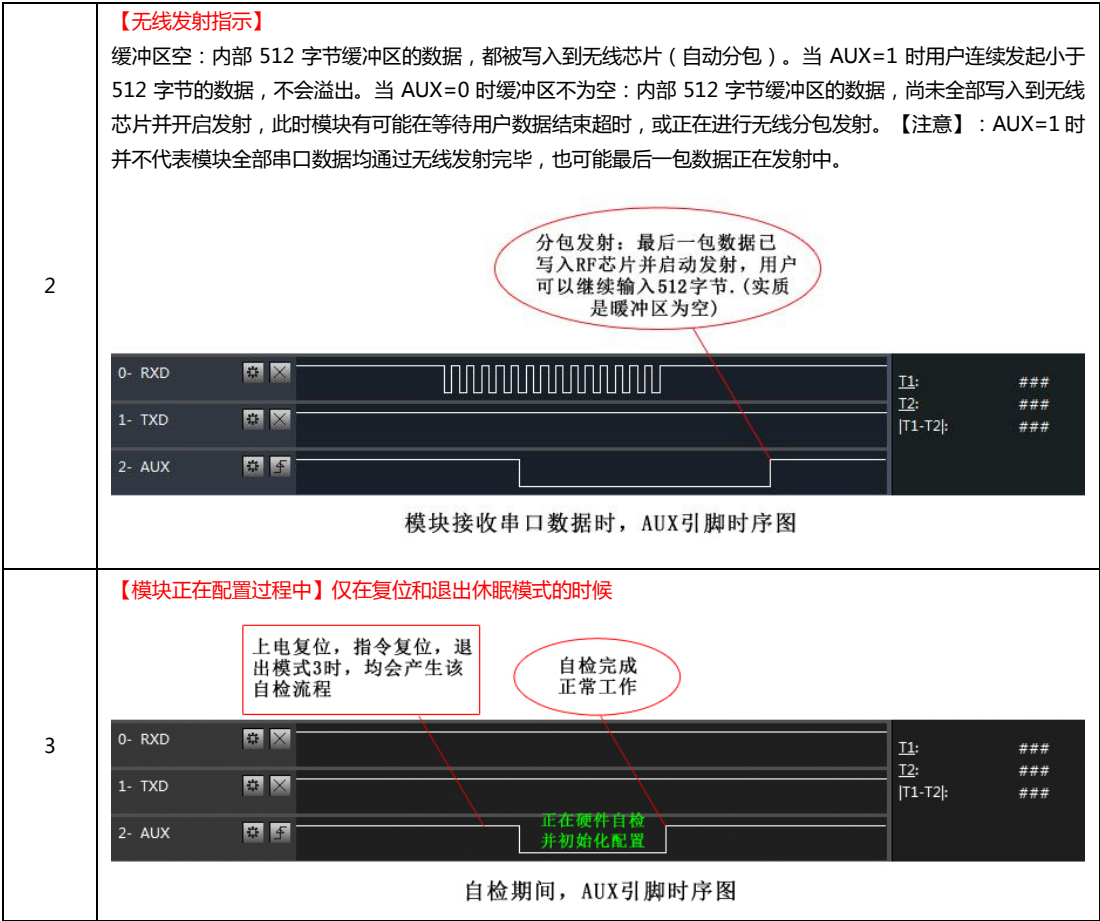 【无线发射指示】
缓冲区空：内部 512 字节缓冲区的数据，都被写入到无线芯片（自动分包）。当 AUX=1 时用户连续发起小于
512 字节的数据，不会溢出。当 AUX=0 时缓冲区不为空：内部 512 字节缓冲区的数据，尚未全部写入到无线
芯片并开启发射，此时模块有可能在等待用户数据结束超时，或正在进行无线分包发射。【注意】：AUX=1 时
并不代表模块全部串口数据均通过无线发射完毕，也可能最后一包数据正在发射中。
2
分包发射：最后一包数据已
写入RF芯片并启动发射，用户
可以继续输入512字节.(实质
是暖冲区为空)
0- RXD
1- TXD
2- AUX
T1: ###
T2: ###
|T1-T2|: ###
模块接收串口数据时，AUX引脚时序图
3
【模块正在配置过程中】仅在复位和退出休眠模式的时候
上电复位，指令复位，退
出模式3时，均会产生该
自检流程
自检完成
正常工作
0- RXD
1- TXD
2- AUX
正在硬件自检
并初始化配置
T1: ###
T2: ###
|T1-T2|: ###
自检期间，AUX引脚时序图